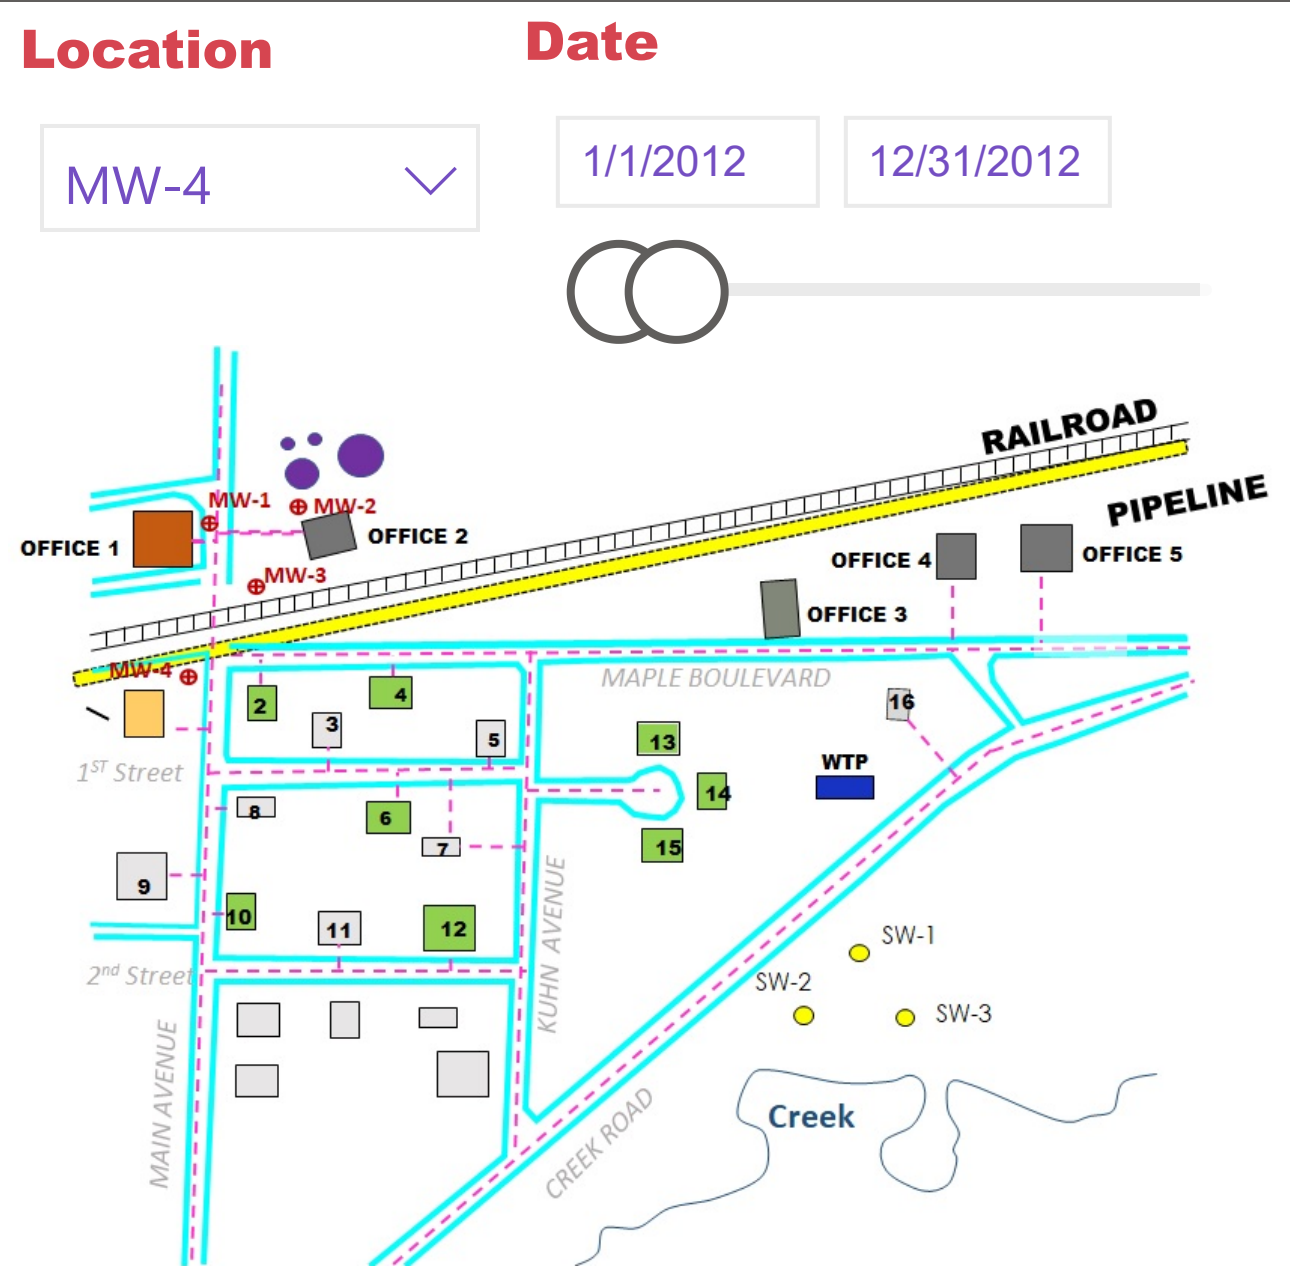 Location
Date
MW-4
1/1/2012
12/31/2012
RAILROAD
PIPELINE
MW-1
MW-2
OFFICE 1
OFFICE 2
OFFICE 4
OFFICE 5
MW-3
OFFICE 3
MW-4
MAPLE BOULEVARD
2
4
3
5
16
13
1ST Street
WTP
14
8
6
7
15
9
10
11
12
SW-1
2nd Street
SW-2
SW-3
KUHN AVENUE
MAIN AVENUE
CREEK ROAD
Creek